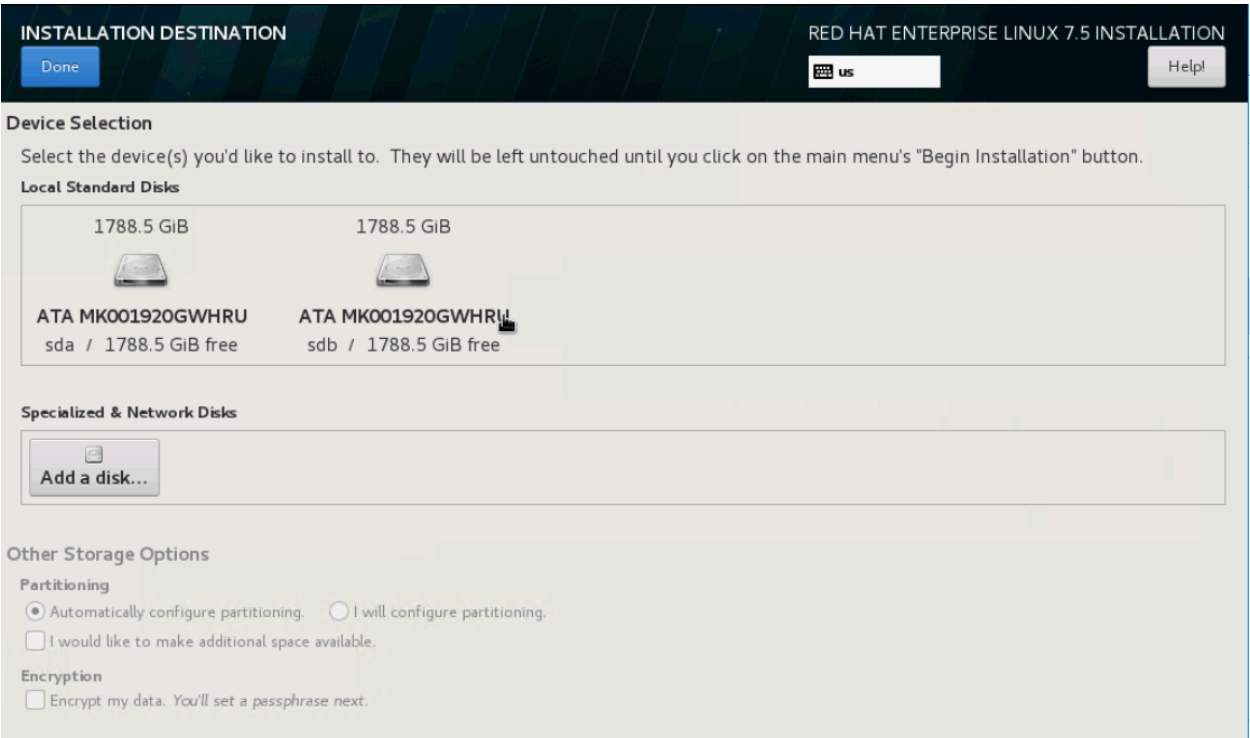 INSTALLATION DESTINATION
RED HAT ENTERPRISE LINUX 7.5 INSTALLATION
Done
us
Help!
Device Selection
Select the device(s) you'd like to install to. They will be left untouched until you click on the main menu's "Begin Installation" button.
Local Standard Disks
1788.5 GiB
ATA MK001920GWHRU
sda / 1788.5 GiB free
1788.5 GiB
ATA MK001920GWHRU
sdb / 1788.5 GiB free
Specialized & Network Disks
Add a disk...
Other Storage Options
Partitioning
Automatically configure partitioning. I will configure partitioning.
I would like to make additional space available.
Encryption
Encrypt my data. You'll set a passphrase next.